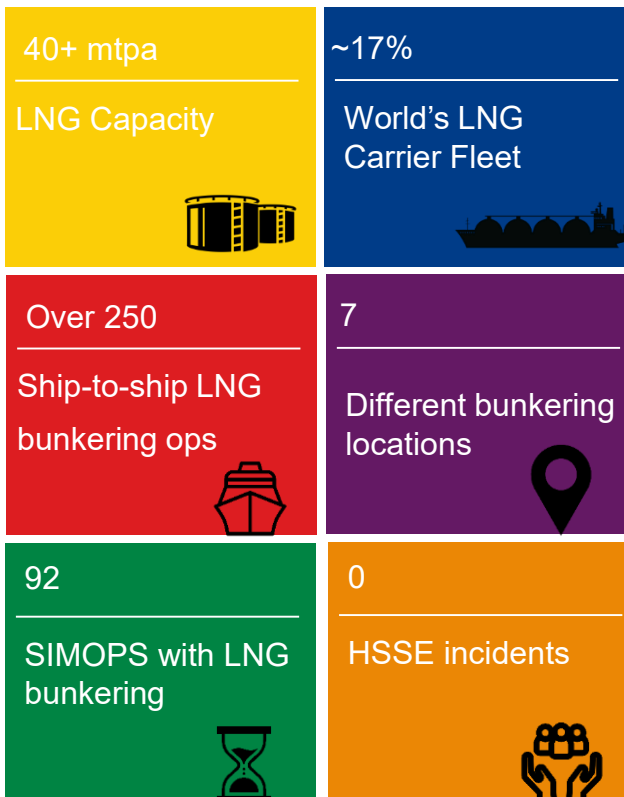 40+ mtpa
LNG Capacity
~17%
World’s LNG
Carrier Fleet
Over 250
Ship-to-ship LNG
bunkering ops
7
Different bunkering
locations
92
SIMOPS with LNG
bunkering
0
HSSE incidents